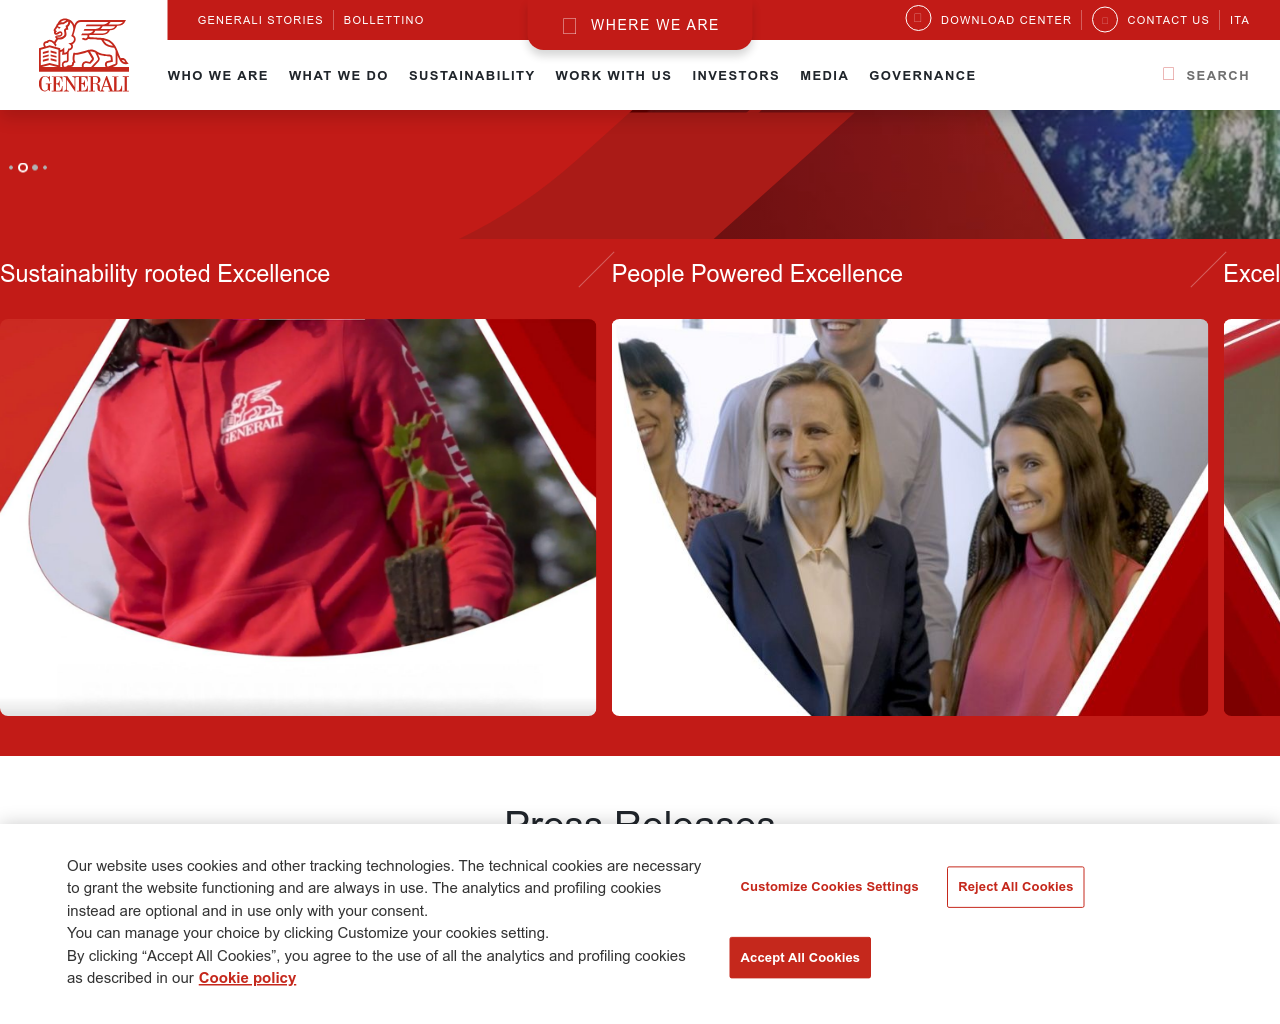 GENERALI STORIES
BOLLETTINO
WHERE WE ARE
DOWNLOAD CENTER
CONTACT US
ITA
GENERALI
WHO WE ARE
WHAT WE DO
SUSTAINABILITY
WORK WITH US
INVESTORS
MEDIA
GOVERNANCE
SEARCH
Sustainability rooted Excellence
People Powered Excellence
Excel
GENERALI
Press Releases
Our website uses cookies and other tracking technologies. The technical cookies are necessary
to grant the website functioning and are always in use. The analytics and profiling cookies
instead are optional and in use only with your consent.
You can manage your choice by clicking Customize your cookies setting.
By clicking “Accept All Cookies”, you agree to the use of all the analytics and profiling cookies
as described in our Cookie policy
Customize Cookies Settings
Reject All Cookies
Accept All Cookies